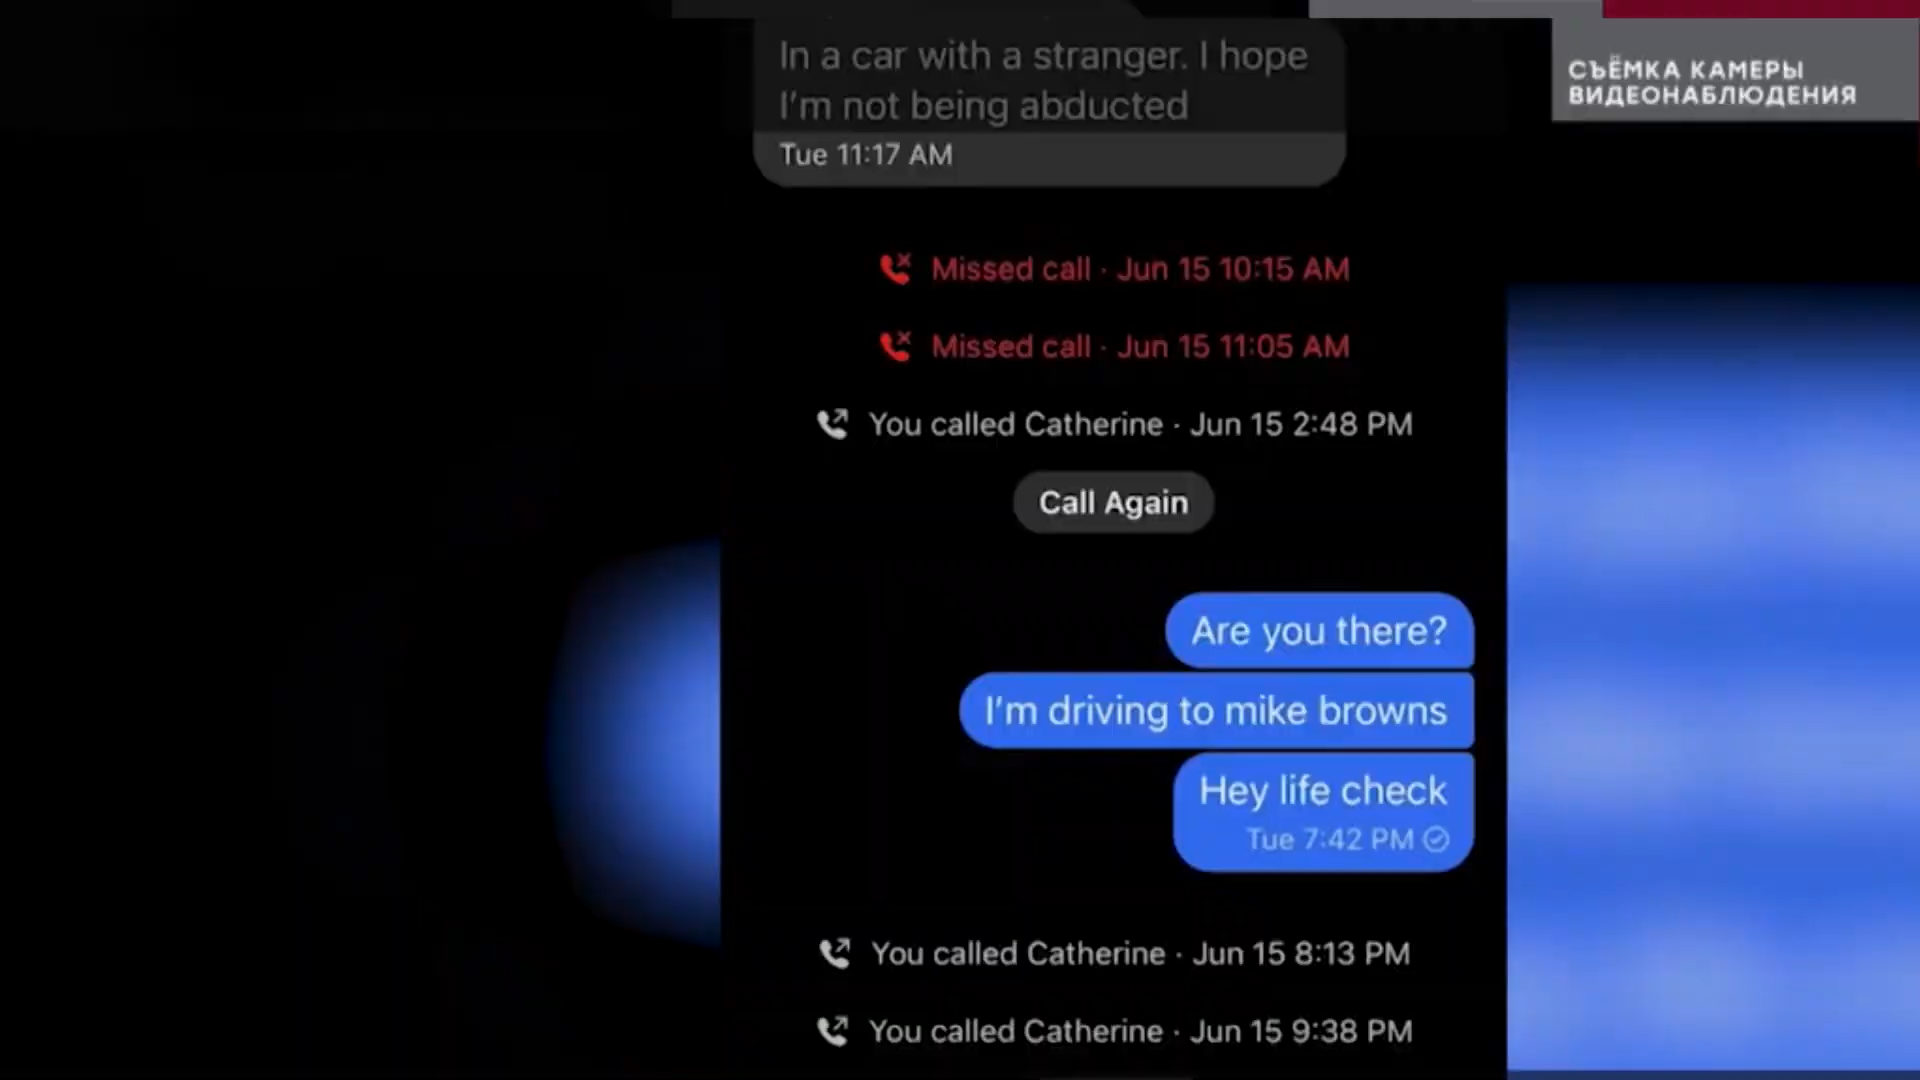 СЪЁМКА КАМЕРЫ
ВИДЕОНАБЛЮДЕНИЯ
In a car with a stranger. I hope
I'm not being abducted
Tue 11:17 AM
Missed call · Jun 15 10:15 AM
Missed call · Jun 15 11:05 AM
You called Catherine · Jun 15 2:48 PM
Call Again
Are you there?
I'm driving to mike browns
Hey life check
Tue 7:42 PM
You called Catherine · Jun 15 8:13 PM
You called Catherine · Jun 15 9:38 PM